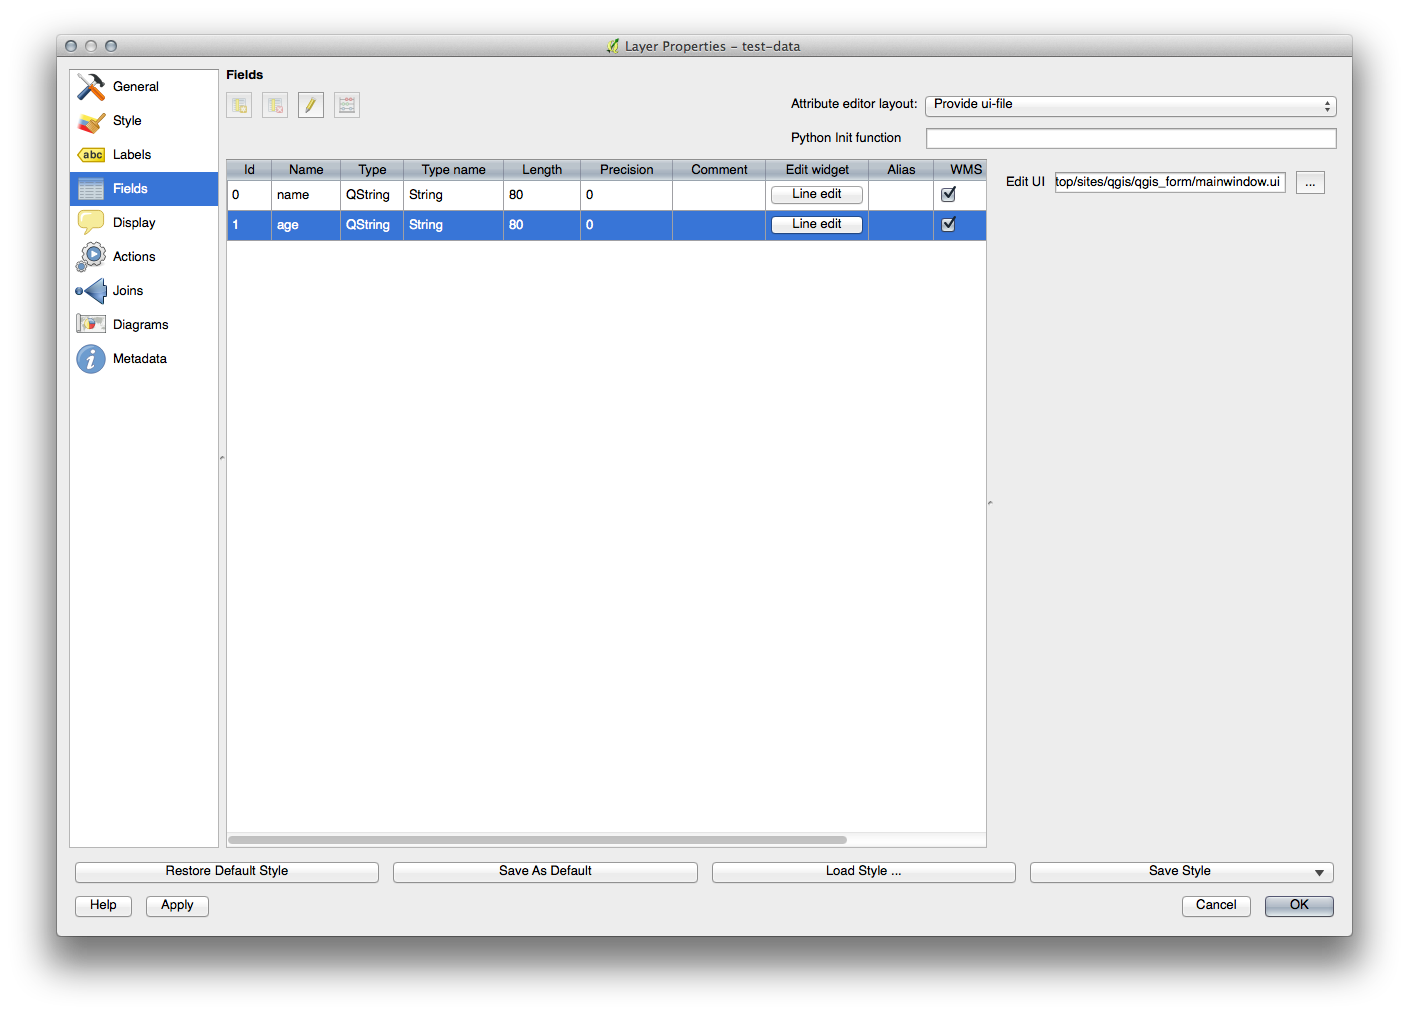 Layer Properties – test-data
General
Style
abc Labels
Fields
Display
Actions
Joins
Diagrams
Metadata
Fields
Attribute editor layout: Provide ui-file
Python Init function
Id Name Type Type name Length Precision Comment Edit widget Alias WMS
0 name QString String 80 0 Line edit
1 age QString String 80 0 Line edit
Edit UI top/sites/qgis/qgis_form/mainwindow.ui ...
Restore Default Style Save As Default Load Style ... Save Style
Help Apply Cancel OK